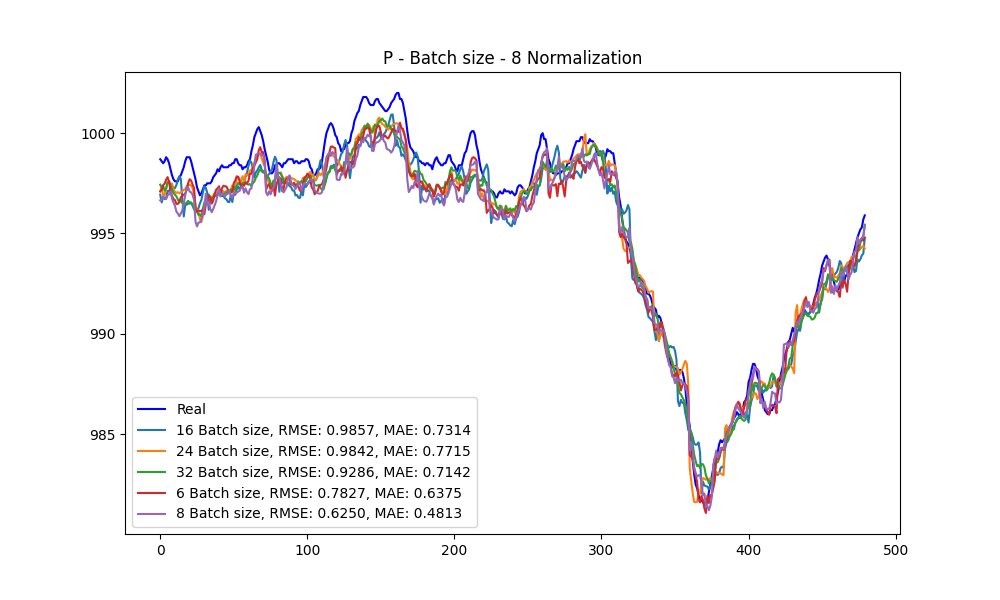 P - Batch size - 8 Normalization
1000
995
990
985
Real
16 Batch size, RMSE: 0.9857, MAE: 0.7314
24 Batch size, RMSE: 0.9842, MAE: 0.7715
32 Batch size, RMSE: 0.9286, MAE: 0.7142
6 Batch size, RMSE: 0.7827, MAE: 0.6375
8 Batch size, RMSE: 0.6250, MAE: 0.4813
0 100 200 300 400 500